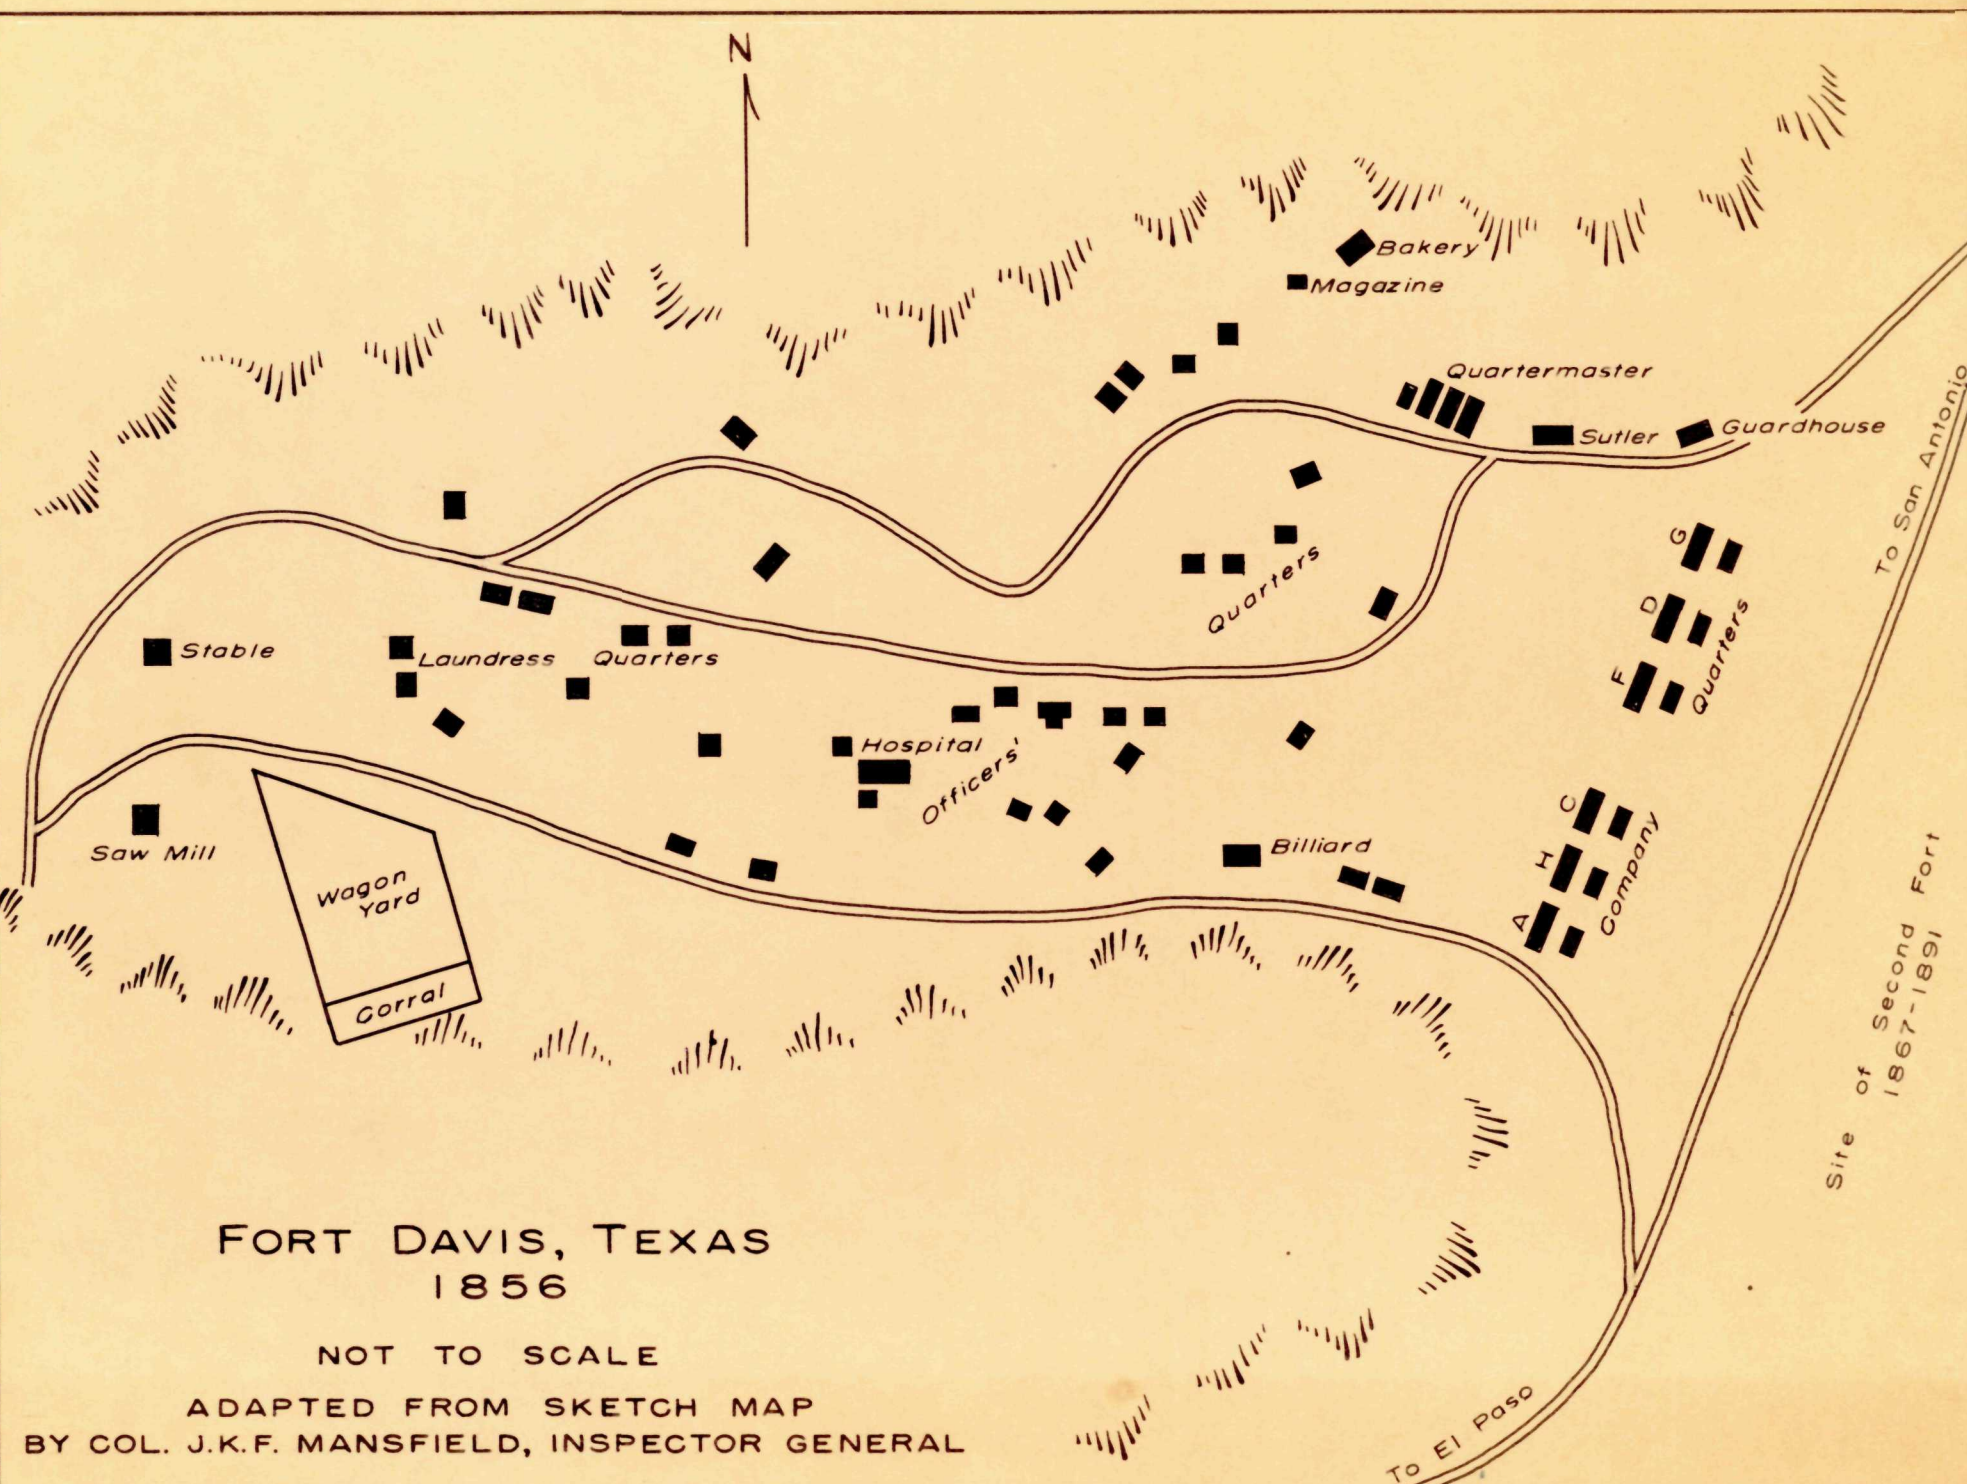 N
Bakery
Magazine
Quartermaster
Sutler
Guardhouse
To San Antonio
G
D
F
Quarters
Quarters
Stable
Laundress Quarters
Hospital
Officers'
C
H
A
Company
Billiard
Saw Mill
Wagon
Yard
Corral
Site of Second Fort
1867-1891
FORT DAVIS, TEXAS
1856
NOT TO SCALE
ADAPTED FROM SKETCH MAP
BY COL. J.K.F. MANSFIELD, INSPECTOR GENERAL
To El Paso